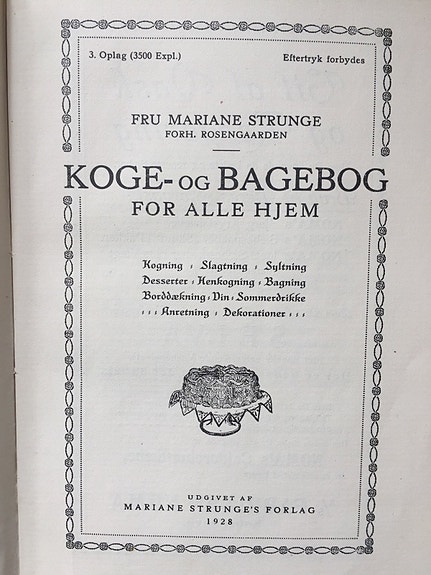 3. Oplag (3500 Expl.) Eftertryk forbydes
FRU MARIANE STRUNGE
FORH. ROSENGAARDEN
KOGE- OG BAGEBOG
FOR ALLE HJEM
Kogning , Slagtning , Syltning
Desserter , Henkogning , Bagning
Borddækning , Vin , Sommerdrikke
, , , Anretning , Dekorationer , , ,
UDGIVET AF
MARIANE STRUNGE'S FORLAG
1928